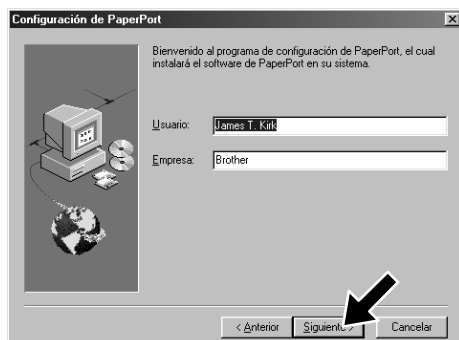 Configuración de PaperPort
Bienvenido al programa de configuración de PaperPort, el cual
instalará el software de PaperPort en su sistema.
Usuario: James T. Kirk
Empresa: Brother
< Anterior Siguiente > Cancelar